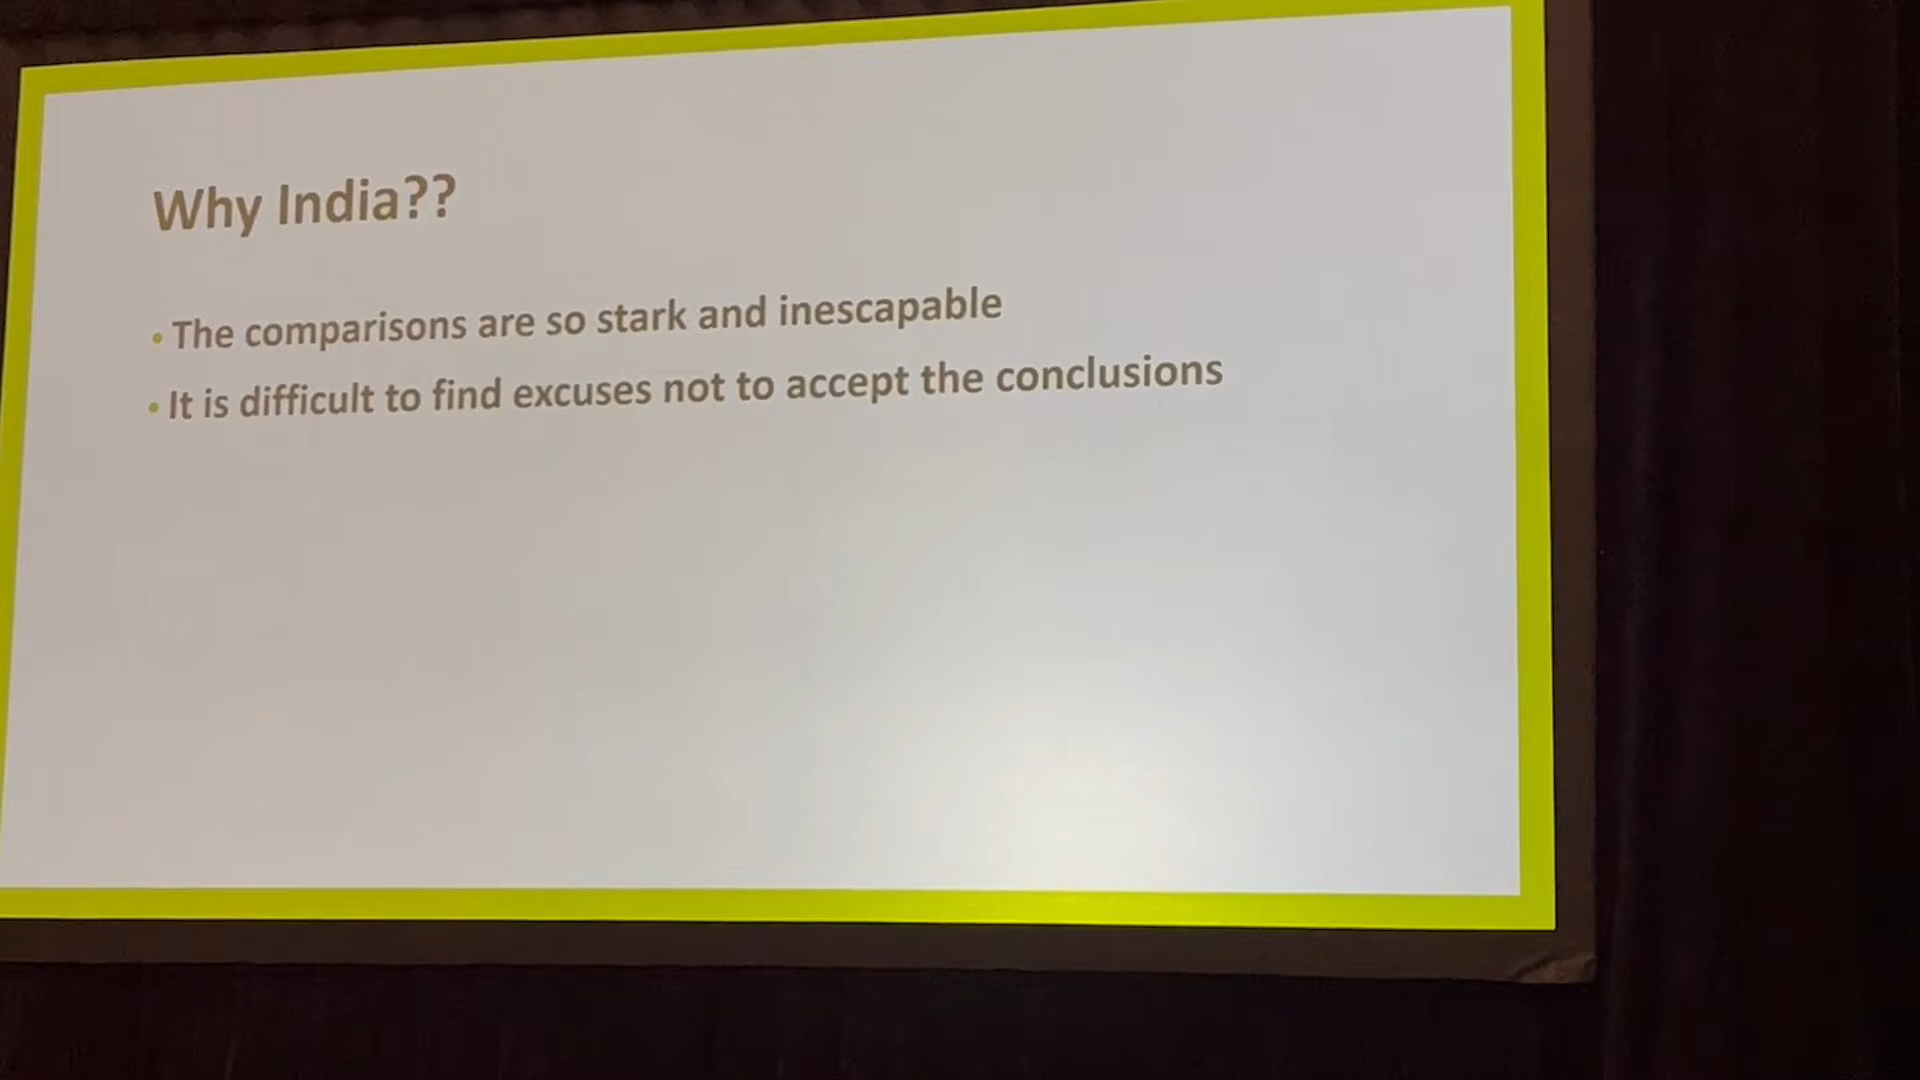 Why India??
• The comparisons are so stark and inescapable
• It is difficult to find excuses not to accept the conclusions